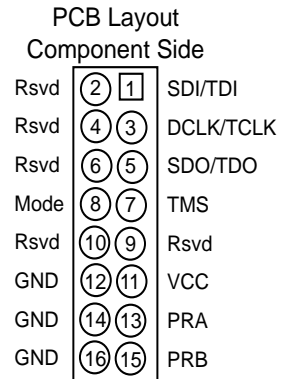 PCB Layout
Component Side
Rsvd 2 1 SDI/TDI
Rsvd 4 3 DCLK/TCLK
Rsvd 6 5 SDO/TDO
Mode 8 7 TMS
Rsvd 10 9 Rsvd
GND 12 11 VCC
GND 14 13 PRA
GND 16 15 PRB